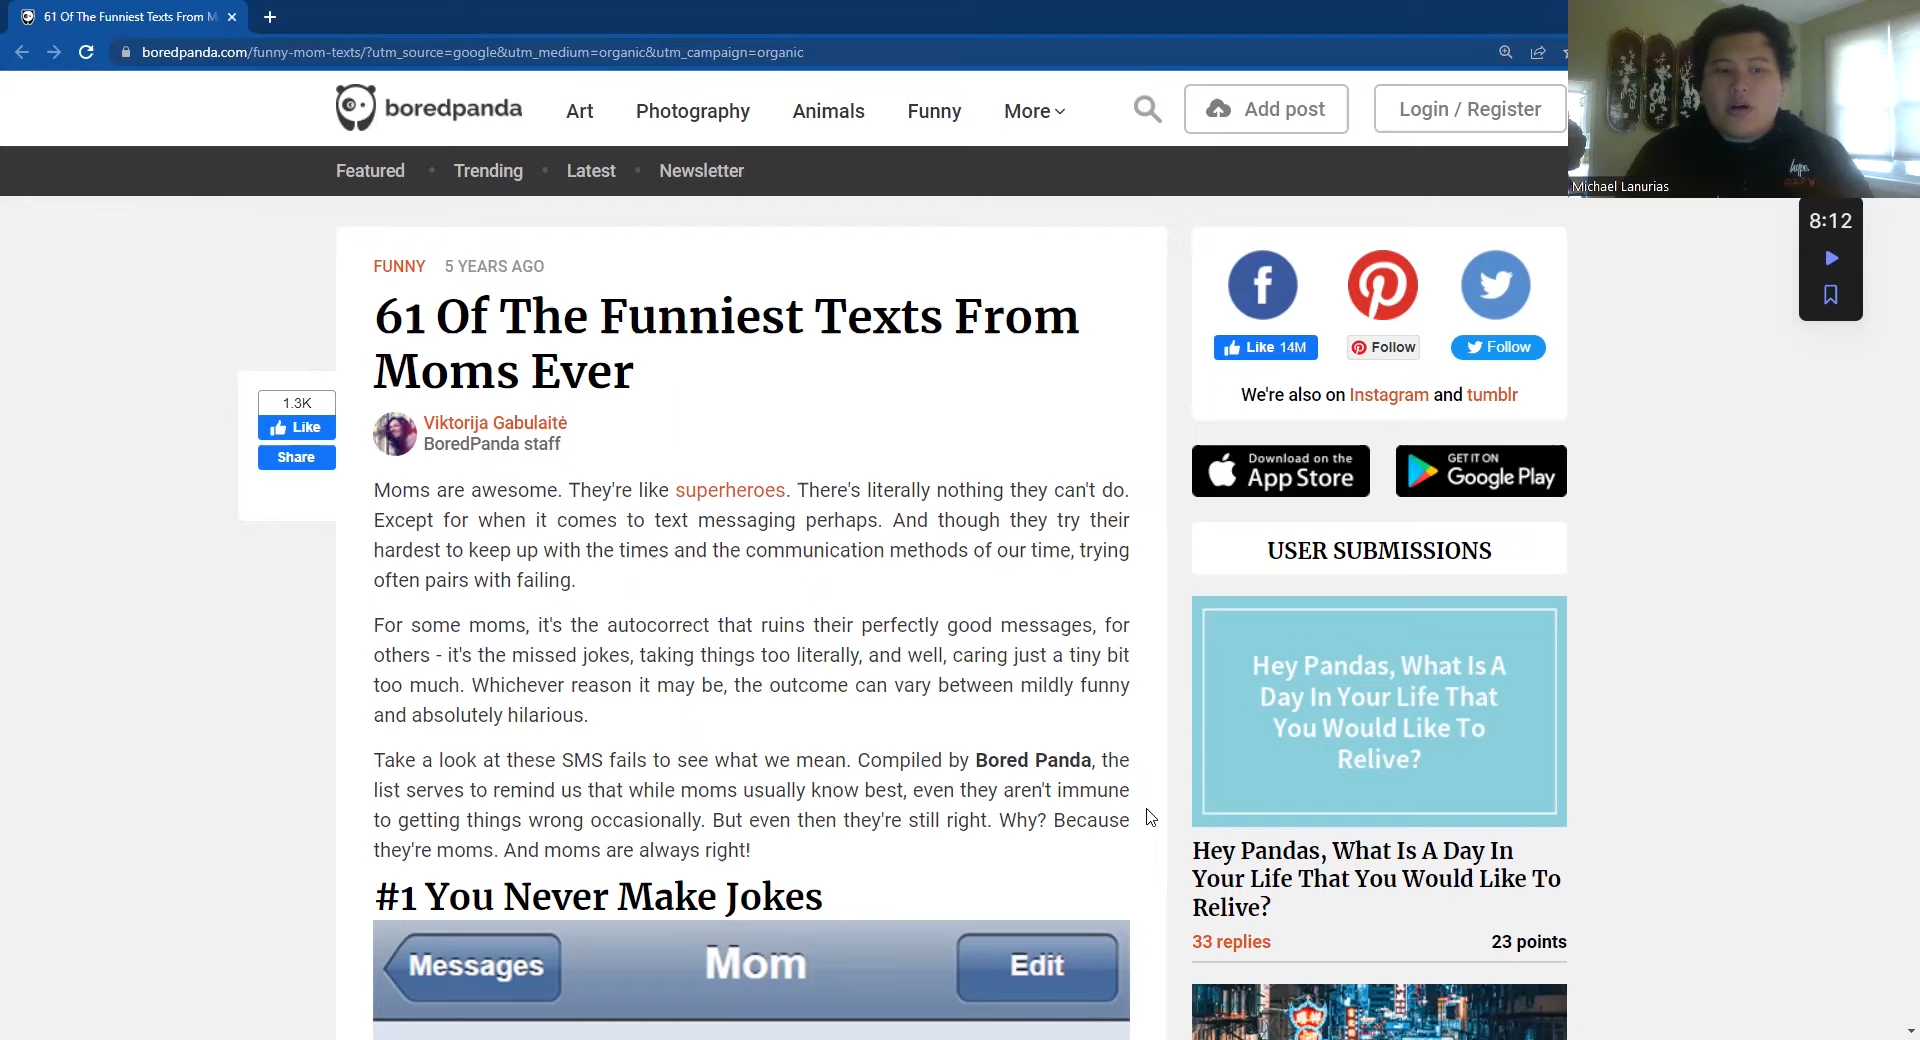 61 Of The Funniest Texts From M
boredpanda.com/funny-mom-texts/?utm_source=google&utm_medium=organic&utm_campaign=organic
boredpanda
Art
Photography
Animals
Funny
More
Add post
Login / Register
hype
Michael Lanurias
Featured
Trending
Latest
Newsletter
8:12
FUNNY 5 YEARS AGO
61 Of The Funniest Texts From
Moms Ever
Viktorija Gabulaitė
BoredPanda staff
1.3K
Like
Share
Moms are awesome. They're like superheroes. There's literally nothing they can't do.
Except for when it comes to text messaging perhaps. And though they try their
hardest to keep up with the times and the communication methods of our time, trying
often pairs with failing.
For some moms, it's the autocorrect that ruins their perfectly good messages, for
others - it's the missed jokes, taking things too literally, and well, caring just a tiny bit
too much. Whichever reason it may be, the outcome can vary between mildly funny
and absolutely hilarious.
Take a look at these SMS fails to see what we mean. Compiled by Bored Panda, the
list serves to remind us that while moms usually know best, even they aren't immune
to getting things wrong occasionally. But even then they're still right. Why? Because
they're moms. And moms are always right!
#1 You Never Make Jokes
Messages
Mom
Edit
Like 14M
Follow
Follow
We're also on Instagram and tumblr
Download on the
App Store
GET IT ON
Google Play
USER SUBMISSIONS
Hey Pandas, What Is A
Day In Your Life That
You Would Like To
Relive?
Hey Pandas, What Is A Day In
Your Life That You Would Like To
Relive?
33 replies
23 points